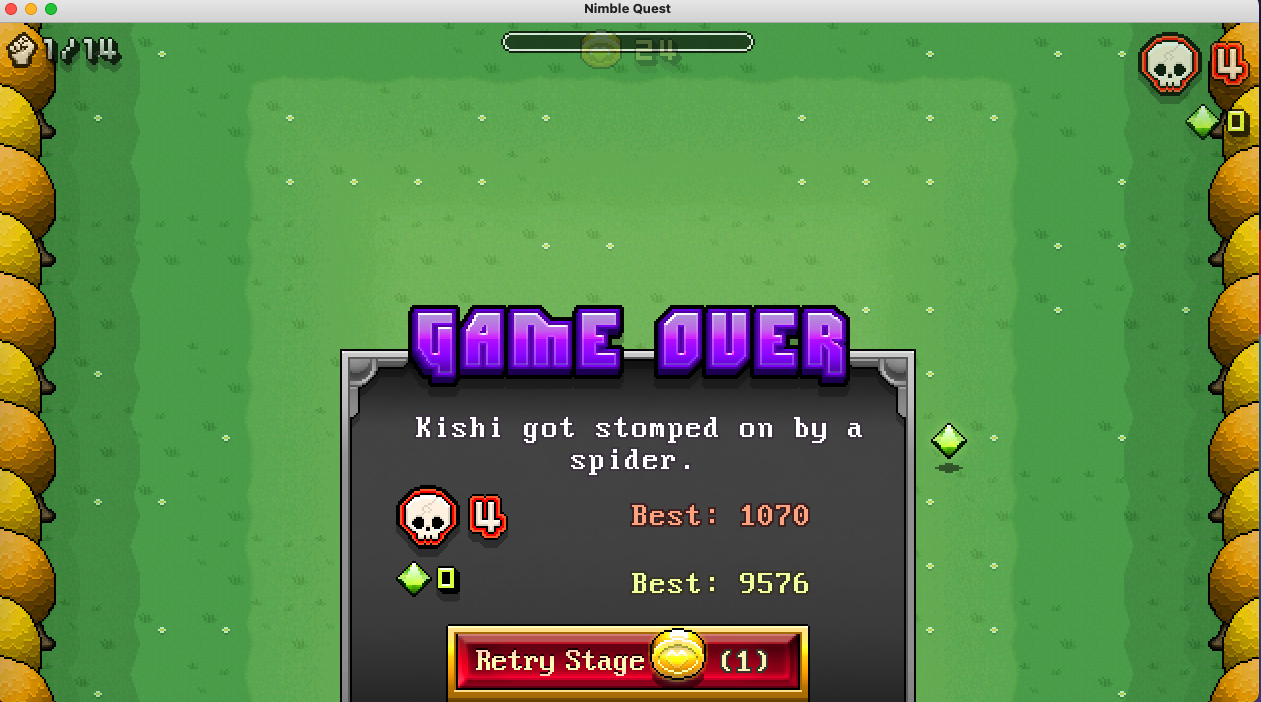 Nimble Quest
1/14
24
4
0
GAME OVER
Kishi got stomped on by a
spider.
4
Best: 1070
0
Best: 9576
Retry Stage (1)